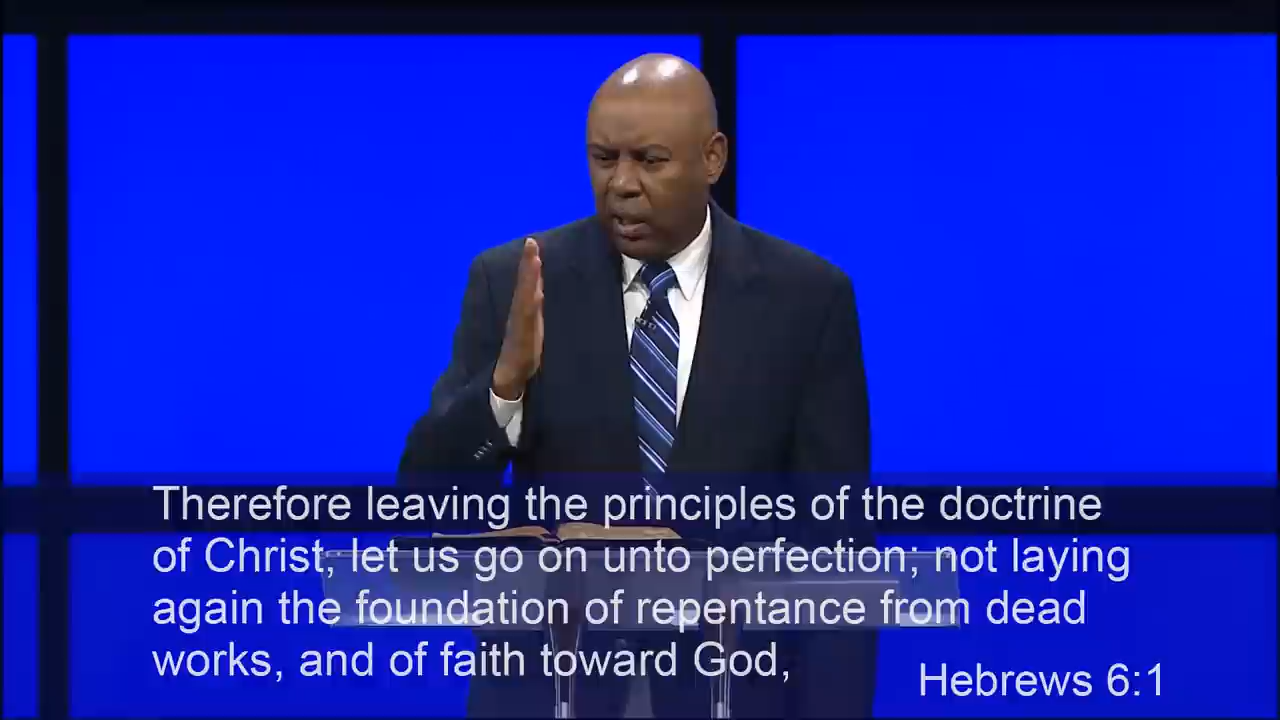 Therefore leaving the principles of the doctrine
of Christ, let us go on unto perfection; not laying
again the foundation of repentance from dead
works, and of faith toward God,
Hebrews 6:1